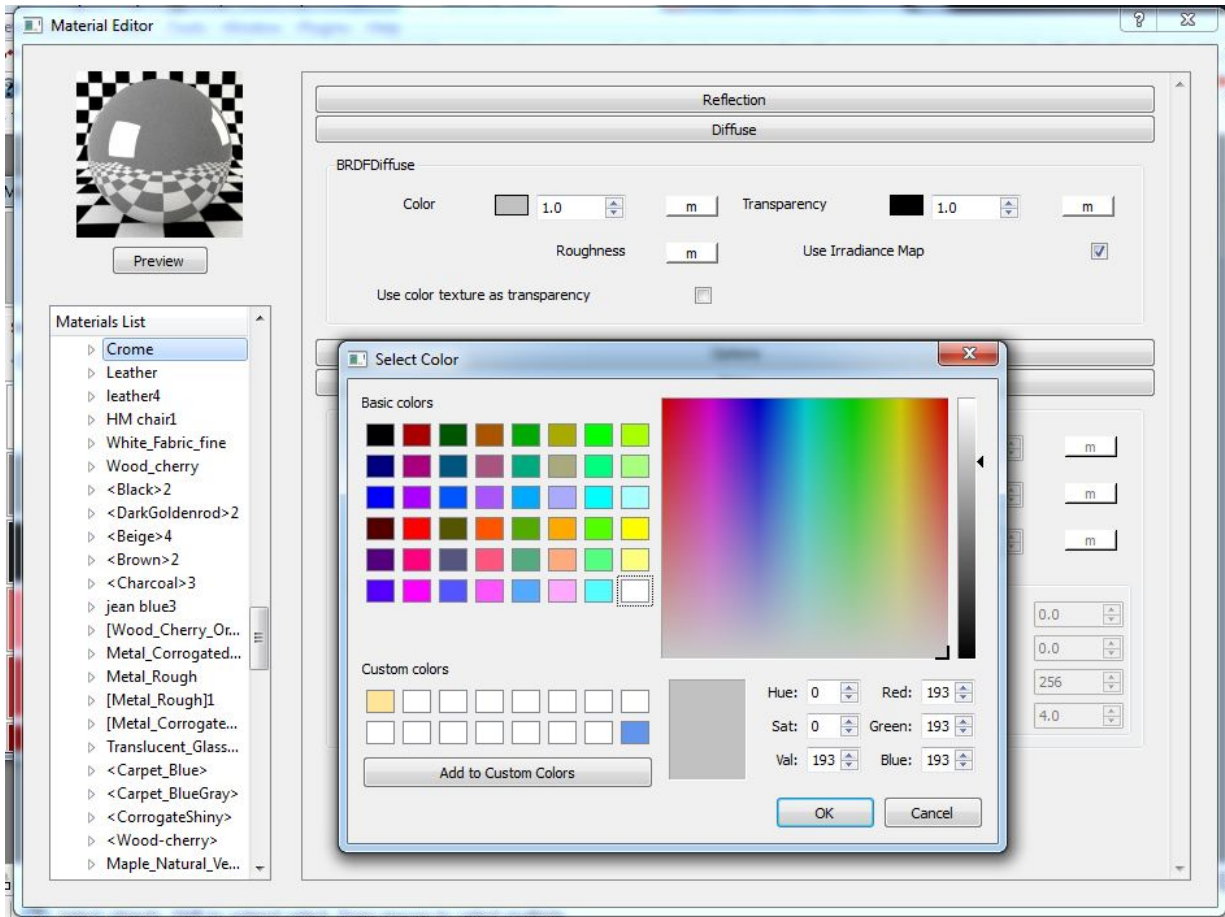 Material Editor
Reflection
Diffuse
BRDFDiffuse
Color 1.0 m Transparency 1.0 m
Roughness m Use Irradiance Map
Use color texture as transparency
Preview
Materials List
Crome
Leather
leather4
HM chair1
White_Fabric_fine
Wood_cherry
<Black>2
<DarkGoldenrod>2
<Beige>4
<Brown>2
<Charcoal>3
jean blue3
[Wood_Cherry_Or...
Metal_Corrogated...
Metal_Rough
[Metal_Rough]1
[Metal_Corrogate...
Translucent_Glass...
<Carpet_Blue>
<Carpet_BlueGray>
<CorrogateShiny>
<Wood-cherry>
Maple_Natural_Ve...
Select Color
Basic colors
Custom colors
Add to Custom Colors
Hue: 0 Red: 193
Sat: 0 Green: 193
Val: 193 Blue: 193
OK Cancel
m
m
m
0.0
0.0
256
4.0